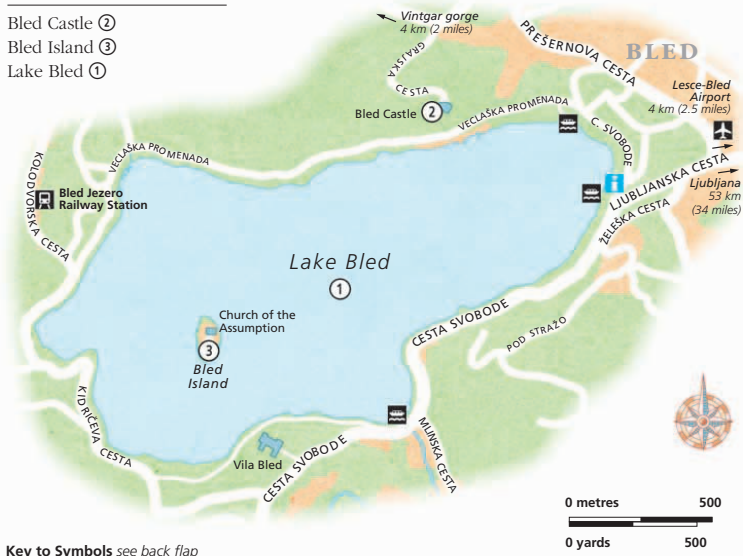 Bled Castle ②
Bled Island ③
Lake Bled ①
Vintgar gorge
4 km (2 miles)
GRAJSKA
CESTA
PREŠERNOVA CESTA
BLED
Lesce-Bled
Airport
4 km (2.5 miles)
Bled Castle
②
VECLAŠKA PROMENADA
C. SVOBODE
VECLAŠKA PROMENADA
KOLODVORSKA CESTA
Bled Jezero
Railway Station
i
LJUBLJANSKA CESTA
Ljubljana
53 km
(34 miles)
ŽELEŠKA CESTA
Lake Bled
①
Church of the
Assumption
③
Bled
Island
CESTA SVOBODE
POD STRAŽO
KIDRIČEVA CESTA
Vila Bled
CESTA SVOBODE
MLINSKA CESTA
0 metres 500
0 yards 500
Key to Symbols see back flap